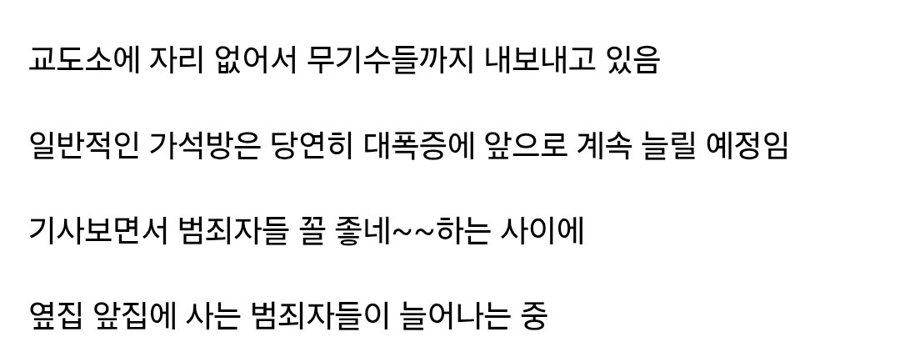 교도소에 자리 없어서 무기수들까지 내보내고 있음
일반적인 가석방은 당연히 대폭증에 앞으로 계속 늘릴 예정임
기사보면서 범죄자들 꼴 좋네~~하는 사이에
옆집 앞집에 사는 범죄자들이 늘어나는 중